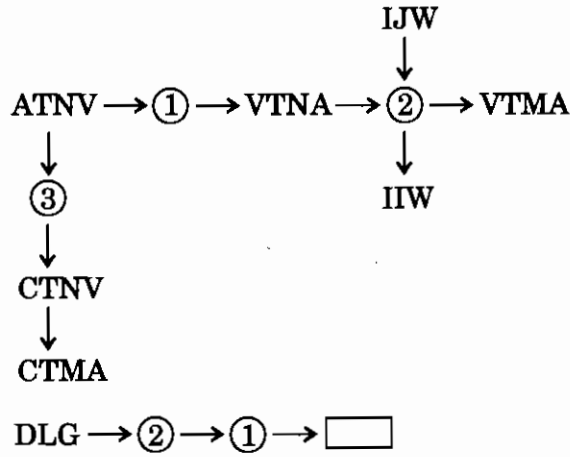 IJW
ATNV → ① → VTNA → ② → VTMA
③
IIW
CTNV
CTMA
DLG → ② → ①  →